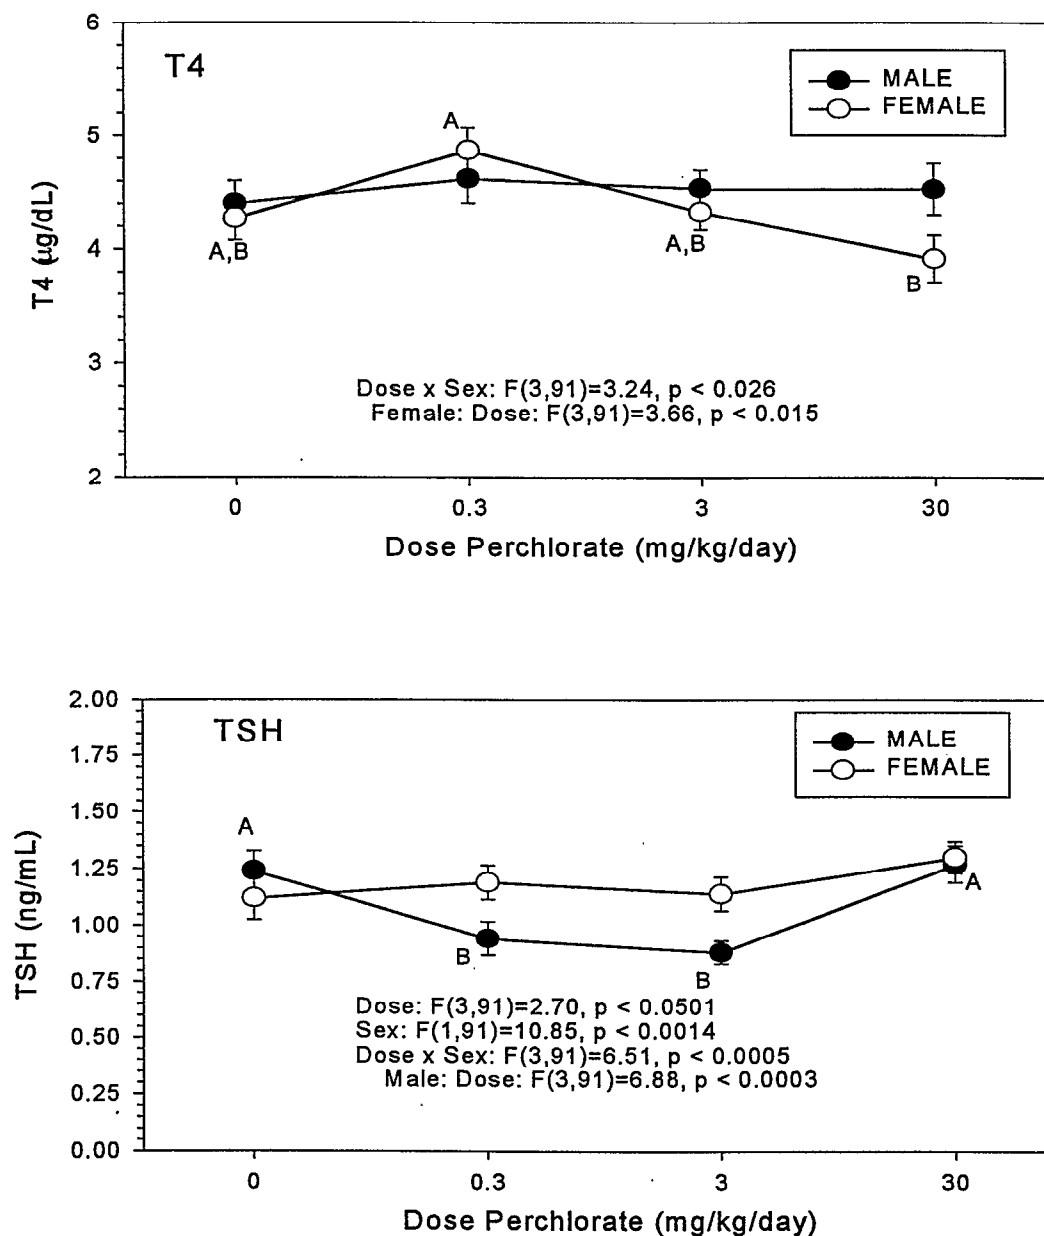 6
T4
MALE
FEMALE
5
A
T4 (µg/dL)
4
A,B
A,B
B
3
Dose x Sex: F(3,91)=3.24, p < 0.026
Female: Dose: F(3,91)=3.66, p < 0.015
2
0
0.3
3
30
Dose Perchlorate (mg/kg/day)
2.00
TSH
MALE
FEMALE
1.75
1.50
A
TSH (ng/mL)
1.25
A
1.00
B
B
0.75
Dose: F(3,91)=2.70, p < 0.0501
Sex: F(1,91)=10.85, p < 0.0014
0.50
Dose x Sex: F(3,91)=6.51, p < 0.0005
Male: Dose: F(3,91)=6.88, p < 0.0003
0.25
0.00
0
0.3
3
30
Dose Perchlorate (mg/kg/day)